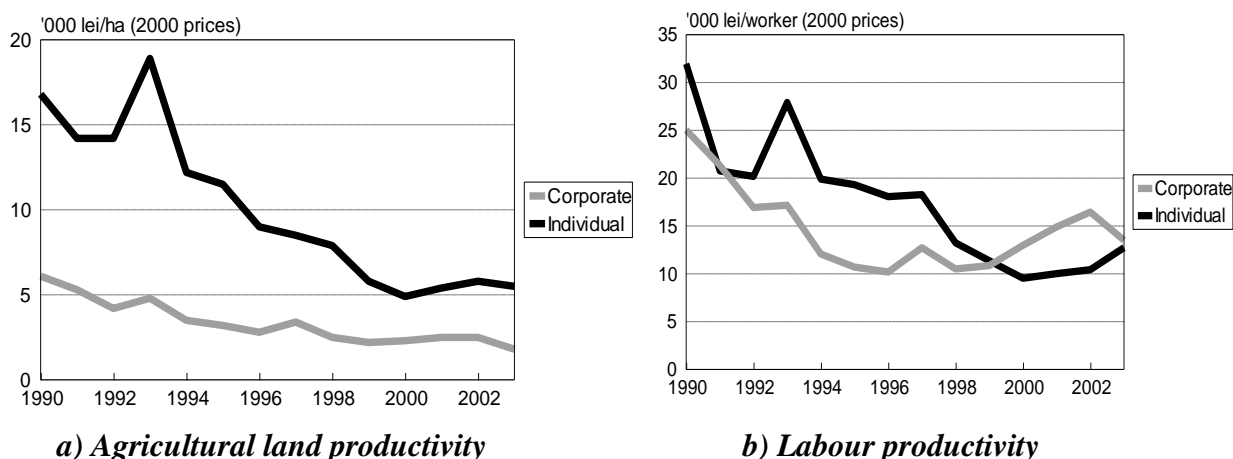 '000 lei/ha (2000 prices)
20
15
10
5
0
1990 1992 1994 1996 1998 2000 2002
Corporate
Individual
a) Agricultural land productivity
'000 lei/worker (2000 prices)
35
30
25
20
15
10
5
0
1990 1992 1994 1996 1998 2000 2002
Corporate
Individual
b) Labour productivity